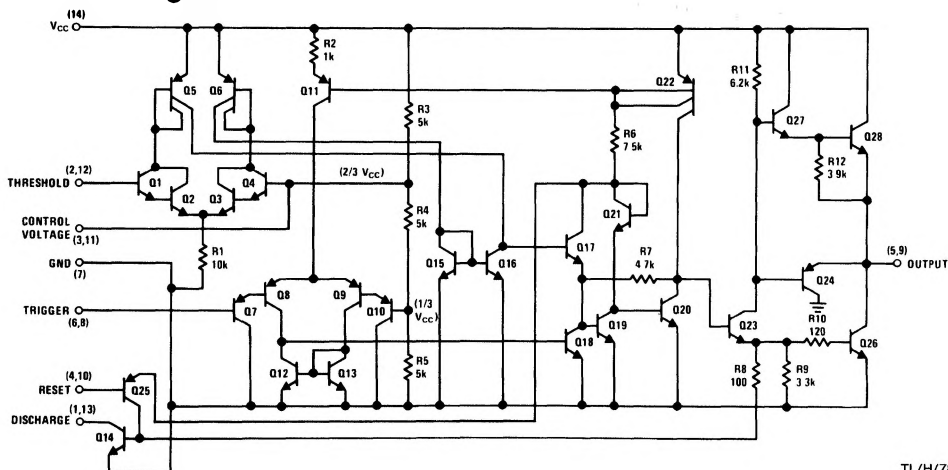 VCC (14)
R2
1k
Q5
Q6
Q11
Q22
R11
6.2k
Q27
Q28
R3
5k
R6
7 5k
R12
3 9k
THRESHOLD (2,12)
Q1
Q2
Q3
Q4
(2/3 VCC)
CONTROL
VOLTAGE
(3,11)
R1
10k
R4
5k
Q21
Q17
R7
4 7k
GND
(7)
Q15
Q16
Q24
(5,9)
OUTPUT
TRIGGER
(6,8)
Q7
Q8
Q9
Q10
(1/3
VCC)
Q18
Q19
Q20
Q23
R10
120
Q26
Q12
Q13
R5
5k
R8
100
R9
3 3k
RESET (4,10)
Q25
DISCHARGE (1,13)
Q14